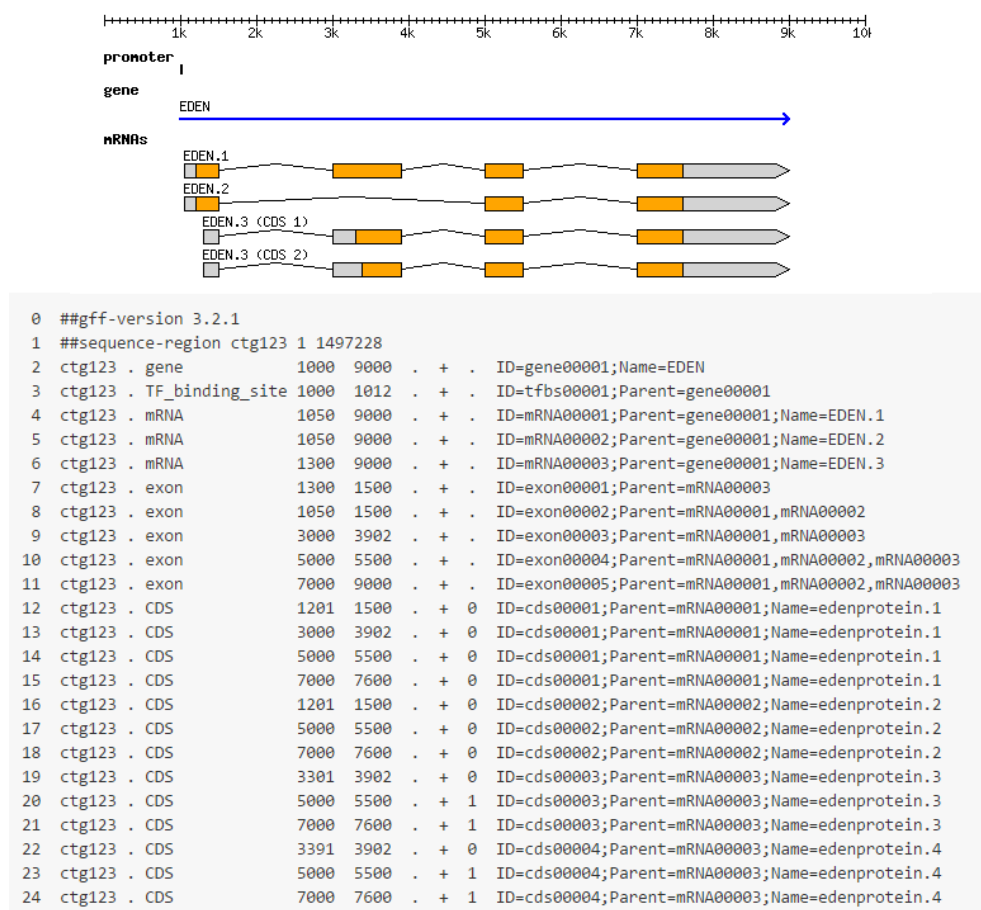 1k 2k 3k 4k 5k 6k 7k 8k 9k 10k
promoter
gene
EDEN
mRNAs
EDEN.1
EDEN.2
EDEN.3 (CDS 1)
EDEN.3 (CDS 2)
0 ##gff-version 3.2.1
1 ##sequence-region ctg123 1 1497228
2 ctg123 . gene 1000 9000 . + . ID=gene00001;Name=EDEN
3 ctg123 . TF_binding_site 1000 1012 . + . ID=tfbs00001;Parent=gene00001
4 ctg123 . mRNA 1050 9000 . + . ID=mRNA00001;Parent=gene00001;Name=EDEN.1
5 ctg123 . mRNA 1050 9000 . + . ID=mRNA00002;Parent=gene00001;Name=EDEN.2
6 ctg123 . mRNA 1300 9000 . + . ID=mRNA00003;Parent=gene00001;Name=EDEN.3
7 ctg123 . exon 1300 1500 . + . ID=exon00001;Parent=mRNA00003
8 ctg123 . exon 1050 1500 . + . ID=exon00002;Parent=mRNA00001,mRNA00002
9 ctg123 . exon 3000 3902 . + . ID=exon00003;Parent=mRNA00001,mRNA00003
10 ctg123 . exon 5000 5500 . + . ID=exon00004;Parent=mRNA00001,mRNA00002,mRNA00003
11 ctg123 . exon 7000 9000 . + . ID=exon00005;Parent=mRNA00001,mRNA00002,mRNA00003
12 ctg123 . CDS 1201 1500 . + 0 ID=cds00001;Parent=mRNA00001;Name=edenprotein.1
13 ctg123 . CDS 3000 3902 . + 0 ID=cds00001;Parent=mRNA00001;Name=edenprotein.1
14 ctg123 . CDS 5000 5500 . + 0 ID=cds00001;Parent=mRNA00001;Name=edenprotein.1
15 ctg123 . CDS 7000 7600 . + 0 ID=cds00001;Parent=mRNA00001;Name=edenprotein.1
16 ctg123 . CDS 1201 1500 . + 0 ID=cds00002;Parent=mRNA00002;Name=edenprotein.2
17 ctg123 . CDS 5000 5500 . + 0 ID=cds00002;Parent=mRNA00002;Name=edenprotein.2
18 ctg123 . CDS 7000 7600 . + 0 ID=cds00002;Parent=mRNA00002;Name=edenprotein.2
19 ctg123 . CDS 3301 3902 . + 0 ID=cds00003;Parent=mRNA00003;Name=edenprotein.3
20 ctg123 . CDS 5000 5500 . + 1 ID=cds00003;Parent=mRNA00003;Name=edenprotein.3
21 ctg123 . CDS 7000 7600 . + 1 ID=cds00003;Parent=mRNA00003;Name=edenprotein.3
22 ctg123 . CDS 3391 3902 . + 0 ID=cds00004;Parent=mRNA00003;Name=edenprotein.4
23 ctg123 . CDS 5000 5500 . + 1 ID=cds00004;Parent=mRNA00003;Name=edenprotein.4
24 ctg123 . CDS 7000 7600 . + 1 ID=cds00004;Parent=mRNA00003;Name=edenprotein.4